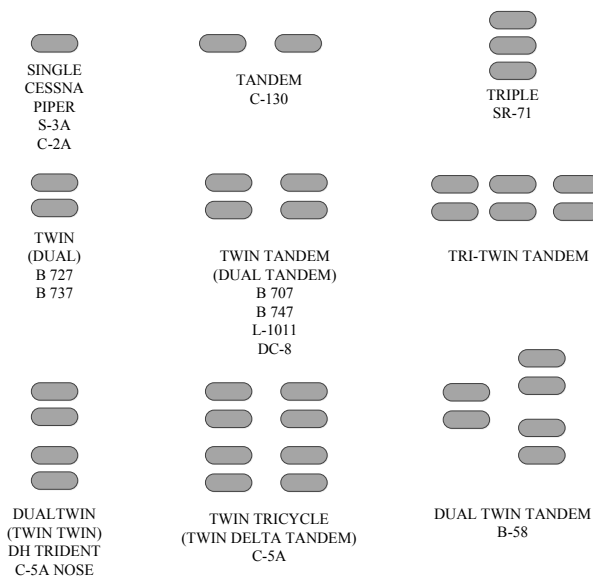 SINGLE
CESSNA
PIPER
S-3A
C-2A
TANDEM
C-130
TRIPLE
SR-71
TWIN
(DUAL)
B 727
B 737
TWIN TANDEM
(DUAL TANDEM)
B 707
B 747
L-1011
DC-8
TRI-TWIN TANDEM
DUALTWIN
(TWIN TWIN)
DH TRIDENT
C-5A NOSE
TWIN TRICYCLE
(TWIN DELTA TANDEM)
C-5A
DUAL TWIN TANDEM
B-58